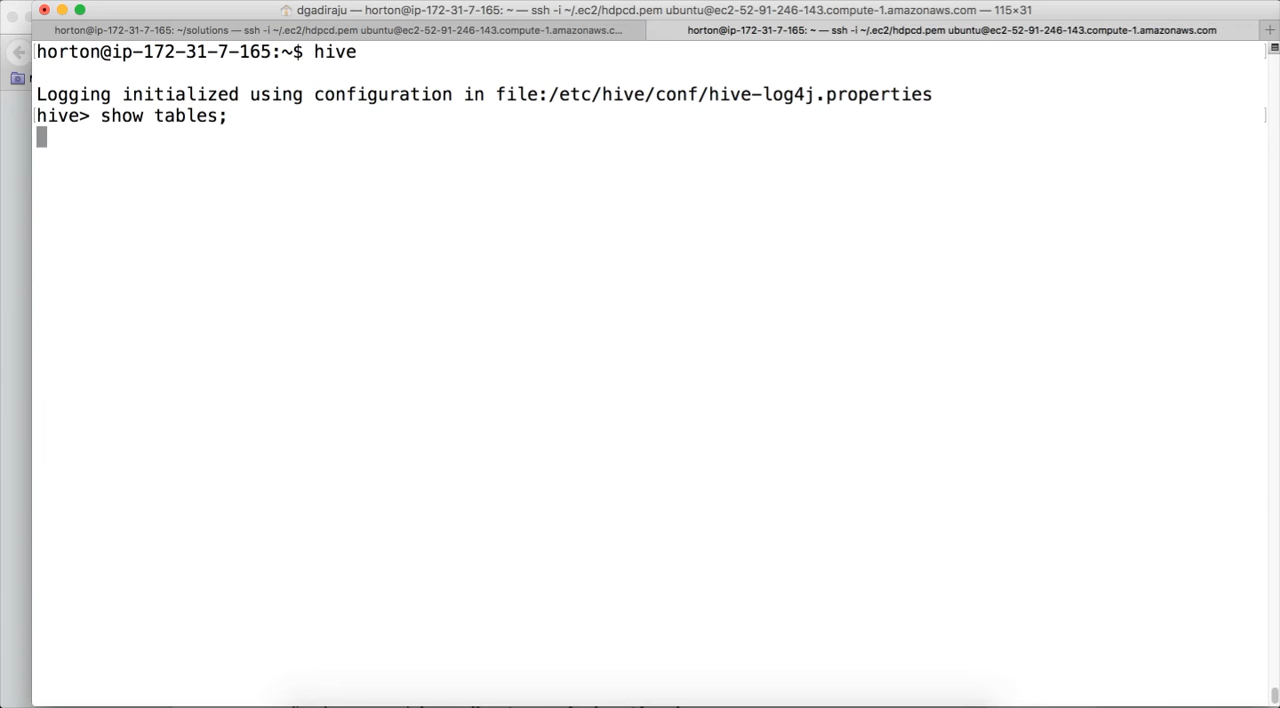 dgadiraju — horton@ip-172-31-7-165: ~ — ssh -i ~/.ec2/hdpcd.pem ubuntu@ec2-52-91-246-143.compute-1.amazonaws.com — 115×31
horton@ip-172-31-7-165: ~/solutions — ssh -i ~/.ec2/hdpcd.pem ubuntu@ec2-52-91-246-143.compute-1.amazonaws.c...
horton@ip-172-31-7-165: ~ — ssh -i ~/.ec2/hdpcd.pem ubuntu@ec2-52-91-246-143.compute-1.amazonaws.com
horton@ip-172-31-7-165:~$ hive
Logging initialized using configuration in file:/etc/hive/conf/hive-log4j.properties
hive> show tables;